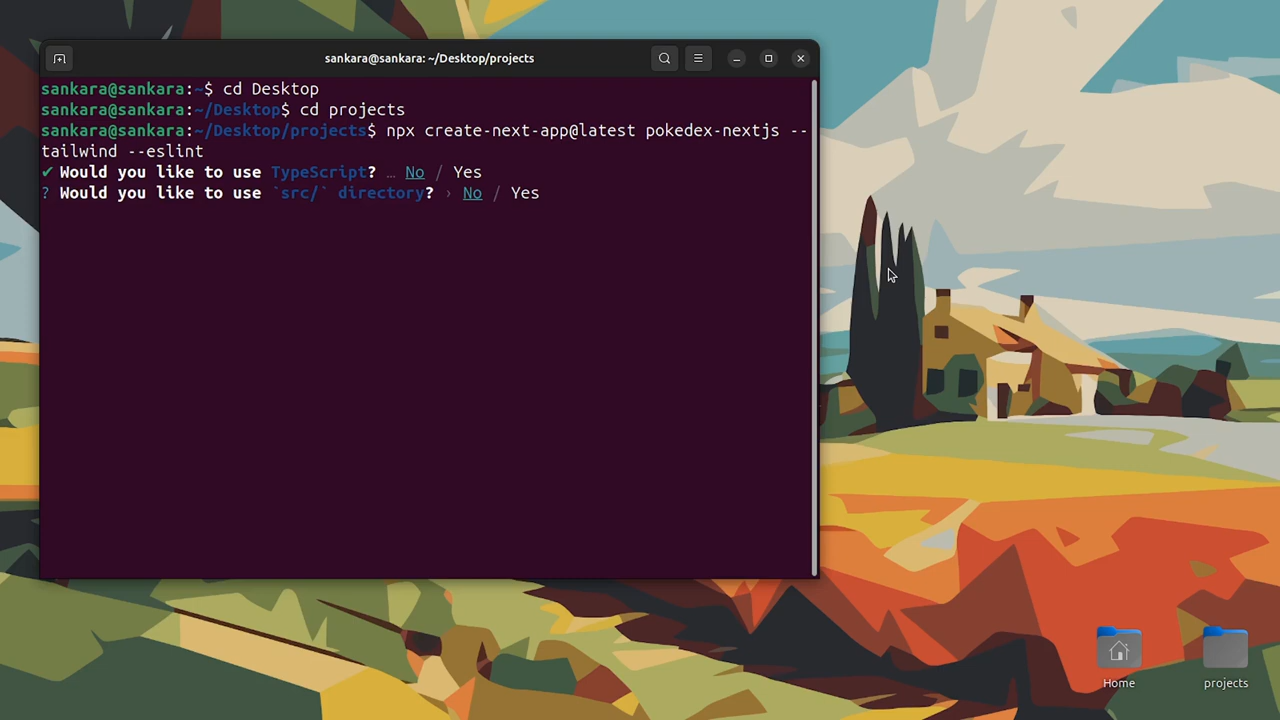 sankara@sankara: ~/Desktop/projects
sankara@sankara:~$ cd Desktop
sankara@sankara:~/Desktop$ cd projects
sankara@sankara:~/Desktop/projects$ npx create-next-app@latest pokedex-nextjs --
tailwind --eslint
✔ Would you like to use TypeScript? … No / Yes
? Would you like to use `src/` directory? › No / Yes
Home
projects